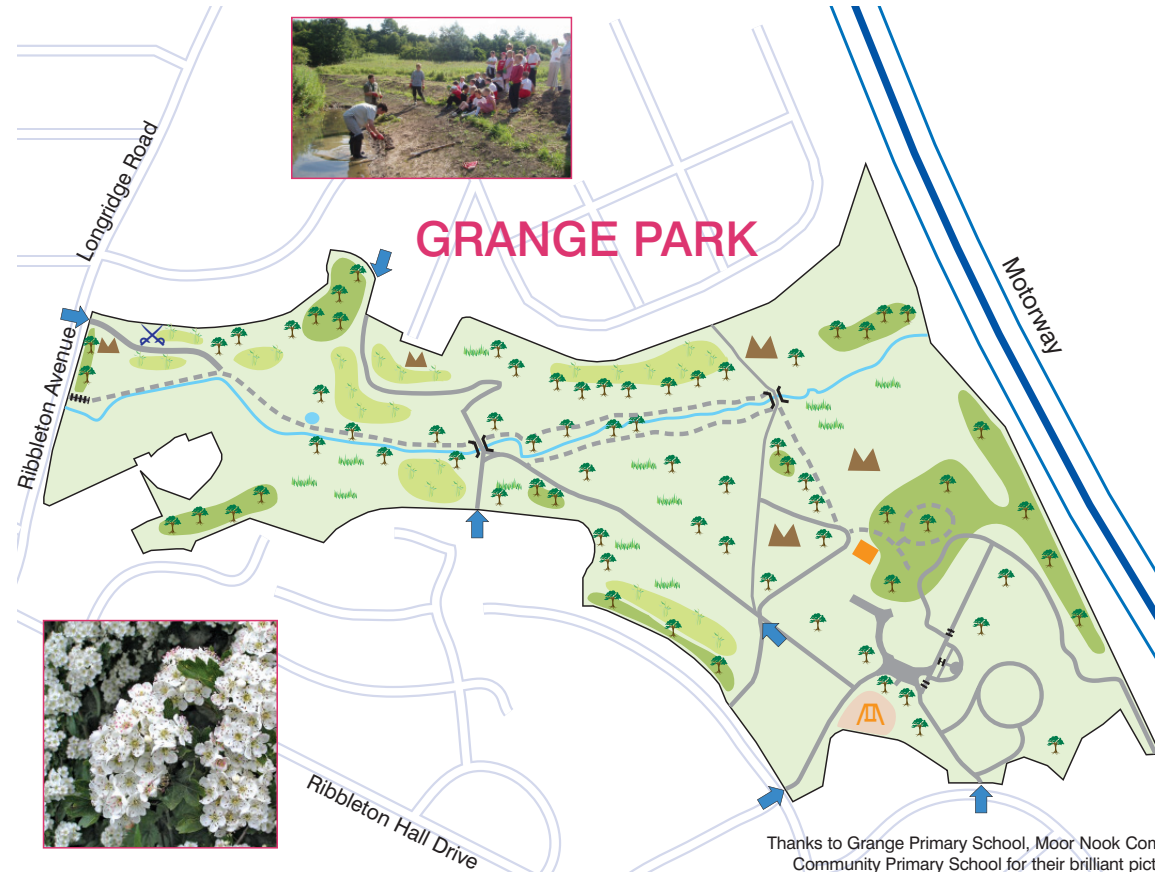 GRANGE PARK
Longridge Road
Motorway
Ribbleton Avenue
Ribbleton Hall Drive
Thanks to Grange Primary School, Moor Nook Com
Community Primary School for their brilliant pict